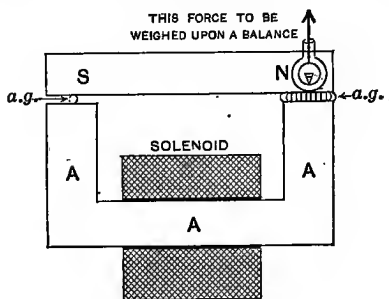 THIS FORCE TO BE
WEIGHED UPON A BALANCE
S
N
a.g.
a.g.
SOLENOID
A
A
A